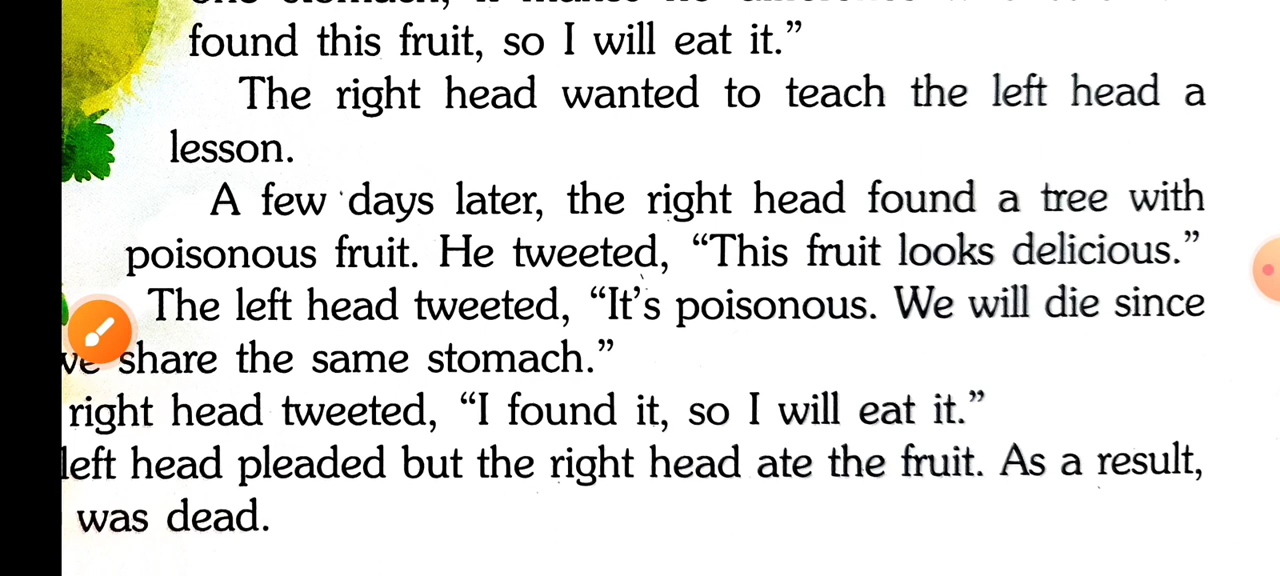 found this fruit, so I will eat it.”
The right head wanted to teach the left head a
lesson.
A few days later, the right head found a tree with
poisonous fruit. He tweeted, “This fruit looks delicious.”
The left head tweeted, “It’s poisonous. We will die since
share the same stomach.”
right head tweeted, “I found it, so I will eat it.”
left head pleaded but the right head ate the fruit. As a result,
was dead.